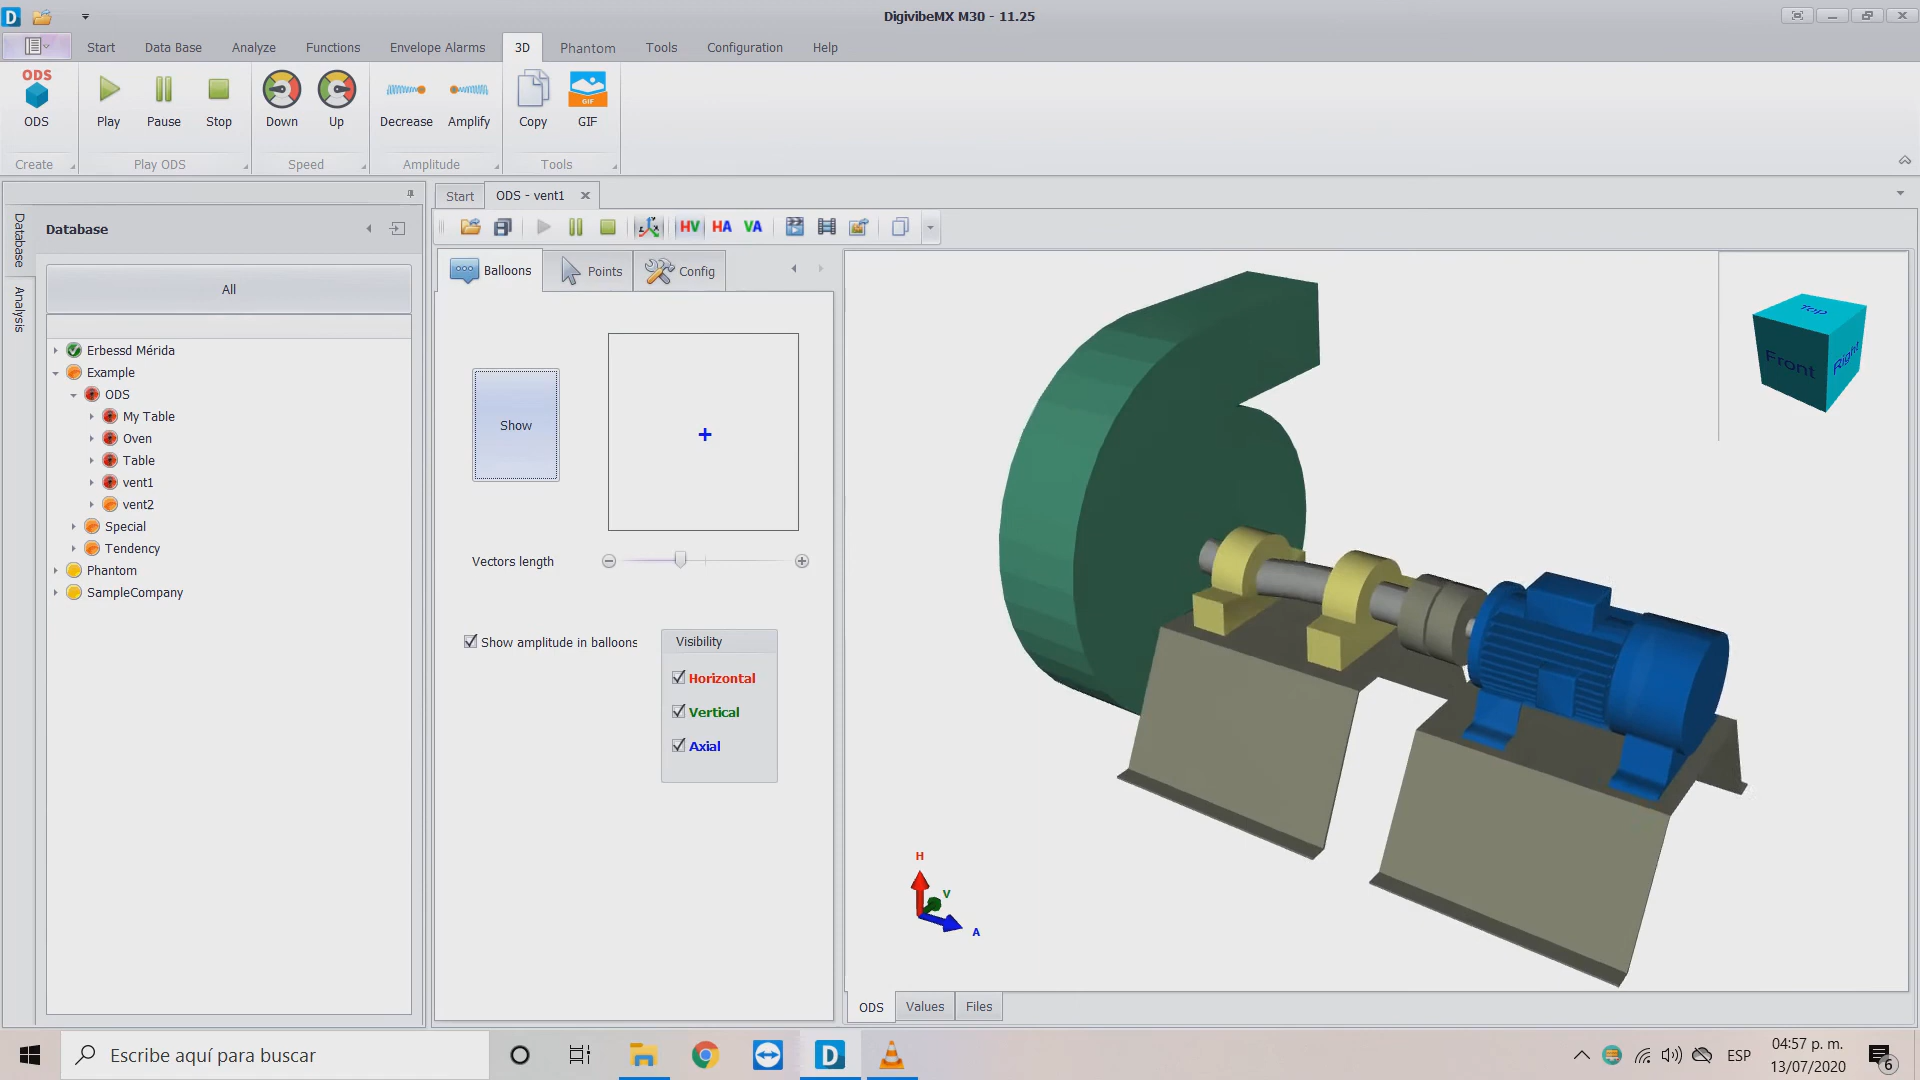 DigivibeMX M30 - 11.25
Start
Data Base
Analyze
Functions
Envelope Alarms
3D
Phantom
Tools
Configuration
Help
ODS
ODS
Play
Pause
Stop
Down
Up
Decrease
Amplify
Copy
GIF
GIF
Create
Play ODS
Speed
Amplitude
Tools
Start
ODS - vent1
HV
HA
VA
Database
Analysis
Database
All
Erbessd Mérida
Example
ODS
My Table
Oven
Table
vent1
vent2
Special
Tendency
Phantom
SampleCompany
Balloons
Points
Config
Show
Vectors length
Show amplitude in balloons
Visibility
Horizontal
Vertical
Axial
Top
Front
Right
H
V
A
ODS
Values
Files
Escribe aquí para buscar
ESP
04:57 p. m.
13/07/2020
6